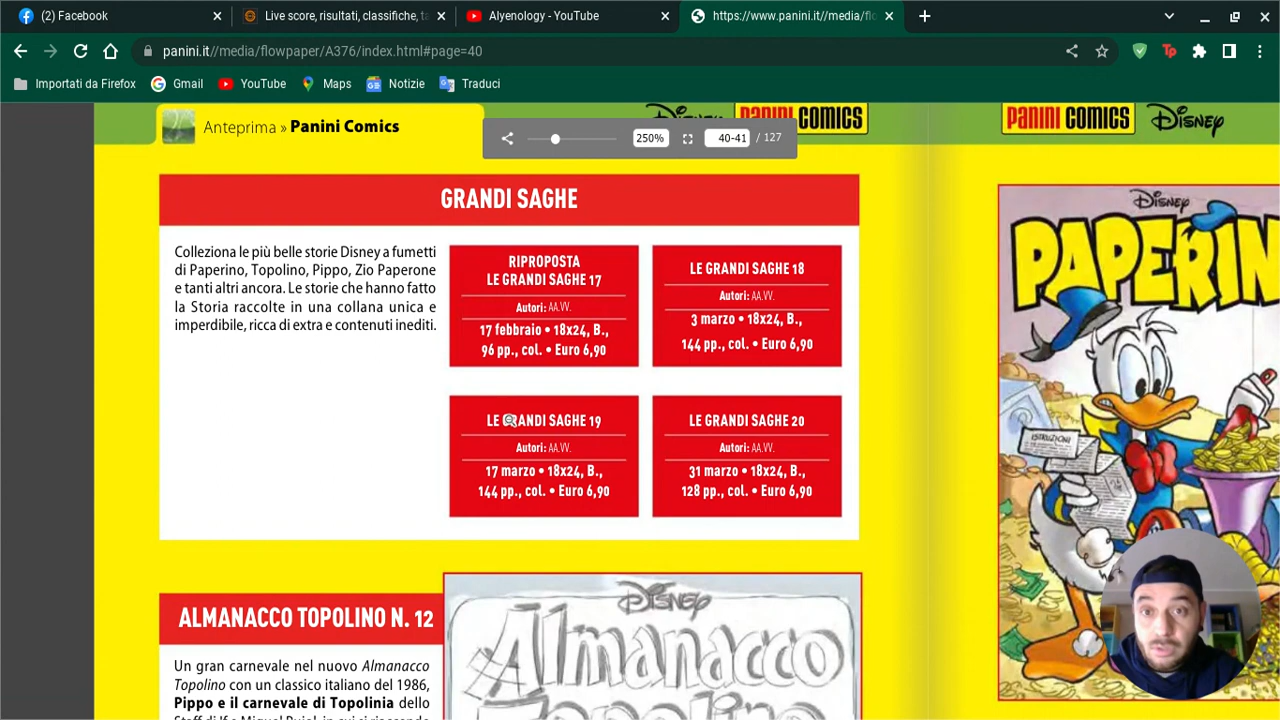 (2) Facebook
Live score, risultati, classifiche, ta
Alyenology - YouTube
https://www.panini.it//media/flo
panini.it//media/flowpaper/A376/index.html#page=40
Importati da Firefox
Gmail
YouTube
Maps
Notizie
Traduci
Anteprima » Panini Comics
DISNEY
PANINI COMICS
PANINI COMICS
DISNEY
250%
40-41 / 127
GRANDI SAGHE
Colleziona le più belle storie Disney a fumetti
di Paperino, Topolino, Pippo, Zio Paperone
e tanti altri ancora. Le storie che hanno fatto
la Storia raccolte in una collana unica e
imperdibile, ricca di extra e contenuti inediti.
RIPROPOSTA
LE GRANDI SAGHE 17
Autori: AA.VV.
17 febbraio • 18x24, B.,
96 pp., col. • Euro 6,90
LE GRANDI SAGHE 18
Autori: AA.VV.
3 marzo • 18x24, B.,
144 pp., col. • Euro 6,90
LE GRANDI SAGHE 19
Autori: AA.VV.
17 marzo • 18x24, B.,
144 pp., col. • Euro 6,90
LE GRANDI SAGHE 20
Autori: AA.VV.
31 marzo • 18x24, B.,
128 pp., col. • Euro 6,90
DISNEY
PAPERIN
ISTRUZIONI
ALMANACCO TOPOLINO N. 12
Un gran carnevale nel nuovo Almanacco
Topolino con un classico italiano del 1986,
Pippo e il carnevale di Topolinia dello
DISNEY
Almanacco
Topolino